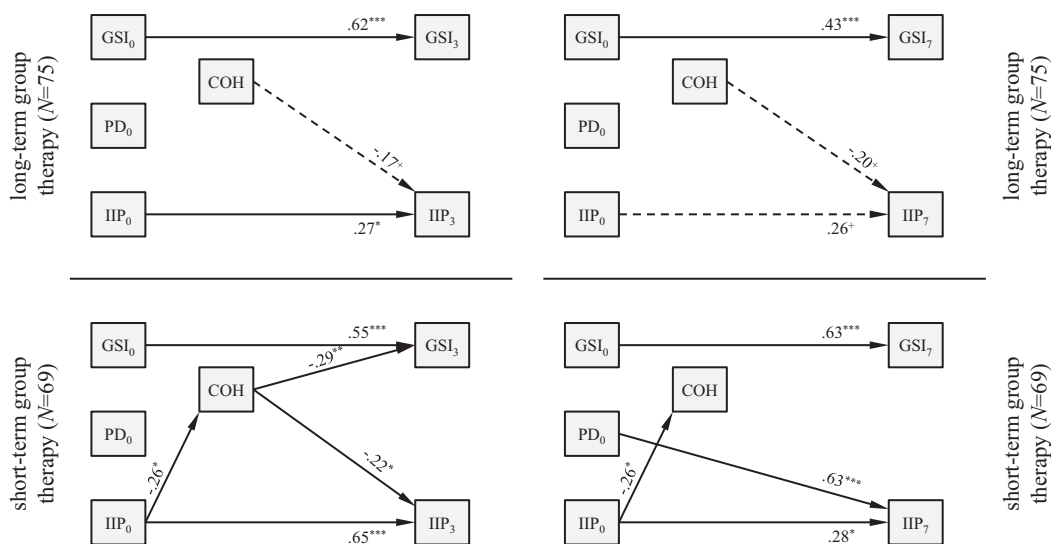 long-term group
therapy (N=75)
GSI₀
.62***
GSI₃
COH
PD₀
-.17⁺
IIP₀
.27*
IIP₃
GSI₀
.43***
GSI₇
COH
PD₀
-.20⁺
IIP₀
.26⁺
IIP₇
long-term group
therapy (N=75)
short-term group
therapy (N=69)
GSI₀
.55***
GSI₃
-.29**
COH
PD₀
-.26*
-.22*
IIP₀
.65***
IIP₃
GSI₀
.63***
GSI₇
COH
PD₀
-.26*
.63***
IIP₀
.28*
IIP₇
short-term group
therapy (N=69)